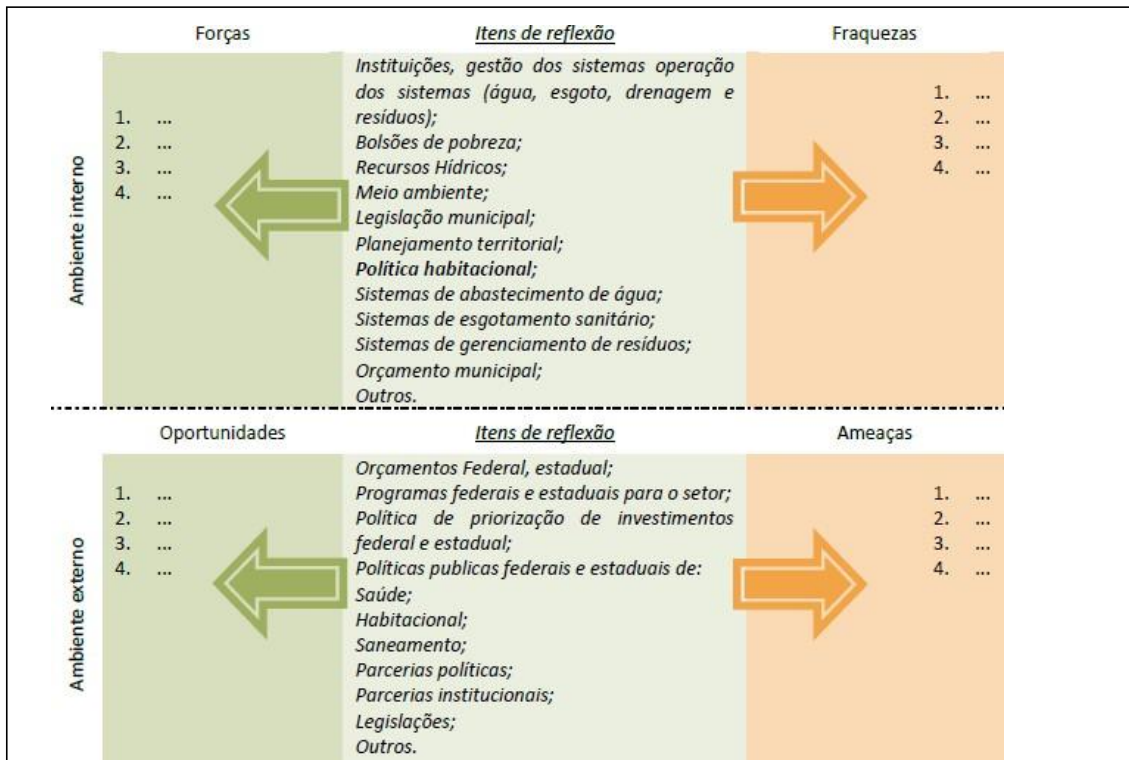 Forças
Itens de reflexão
Fraquezas
Ambiente interno
1. ...
2. ...
3. ...
4. ...
Instituições, gestão dos sistemas operação
dos sistemas (água, esgoto, drenagem e
resíduos);
Bolsões de pobreza;
Recursos Hídricos;
Meio ambiente;
Legislação municipal;
Planejamento territorial;
Política habitacional;
Sistemas de abastecimento de água;
Sistemas de esgotamento sanitário;
Sistemas de gerenciamento de resíduos;
Orçamento municipal;
Outros.
1. ...
2. ...
3. ...
4. ...
Oportunidades
Itens de reflexão
Ameaças
Ambiente externo
1. ...
2. ...
3. ...
4. ...
Orçamentos Federal, estadual;
Programas federais e estaduais para o setor;
Política de priorização de investimentos
federal e estadual;
Políticas publicas federais e estaduais de:
Saúde;
Habitacional;
Saneamento;
Parcerias políticas;
Parcerias institucionais;
Legislações;
Outros.
1. ...
2. ...
3. ...
4. ...